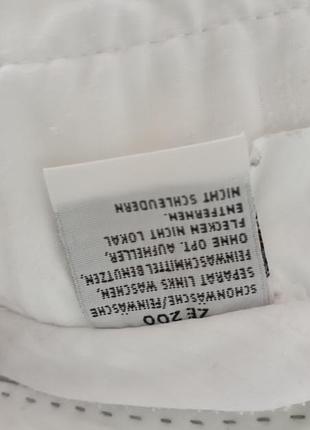 ZE 200
SCHONWÄSCHE/FEINWÄSCHE
SEPARAT LINKS WASCHEN,
FEINWASCHMITTEL BENUTZEN,
OHNE OPT. AUFHELLER,
FLECKEN NICHT LOKAL
ENTFERNEN.
NICHT SCHLEUDERN